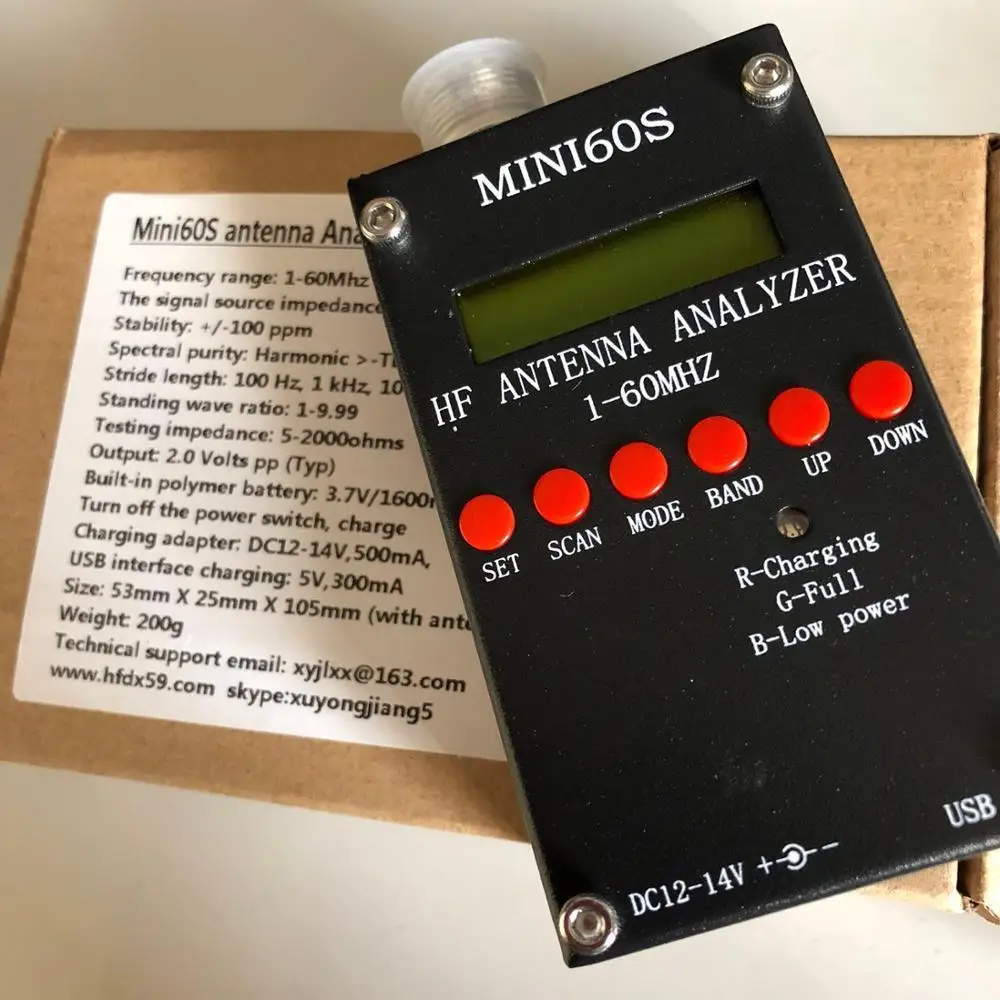 Mini60S antenna
Frequency range: 1-60Mhz
The signal source impedance
Stability: +/-100 ppm
Spectral purity: Harmonic >-
Stride length: 100 Hz, 1 kHz, 10
Standing wave ratio: 1-9.99
Testing impedance: 5-2000ohms
Output: 2.0 Volts pp (Typ)
Built-in polymer battery: 3.7V/1600
Turn off the power switch, charge
Charging adapter: DC12-14V,500mA,
USB interface charging: 5V,300mA
Size: 53mm X 25mm X 105mm (with
Weight: 200g
Technical support email: xyjlxx@163.com
www.hfdx59.com skype:xuyongjiang5
MINI60S
HF ANTENNA ANALYZER
1-60MHZ
SET SCAN MODE BAND UP DOWN
R-Charging
G-Full
B-Low power
USB
DC12-14V + -